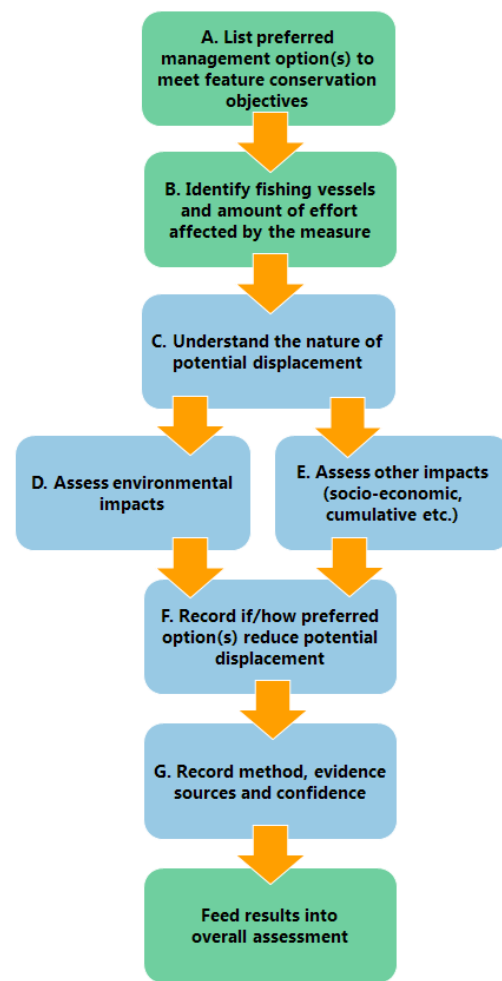 A. List preferred
management option(s) to
meet feature conservation
objectives
B. Identify fishing vessels
and amount of effort
affected by the measure
C. Understand the nature of
potential displacement
D. Assess environmental
impacts
E. Assess other impacts
(socio-economic,
cumulative etc.)
F. Record if/how preferred
option(s) reduce potential
displacement
G. Record method, evidence
sources and confidence
Feed results into
overall assessment